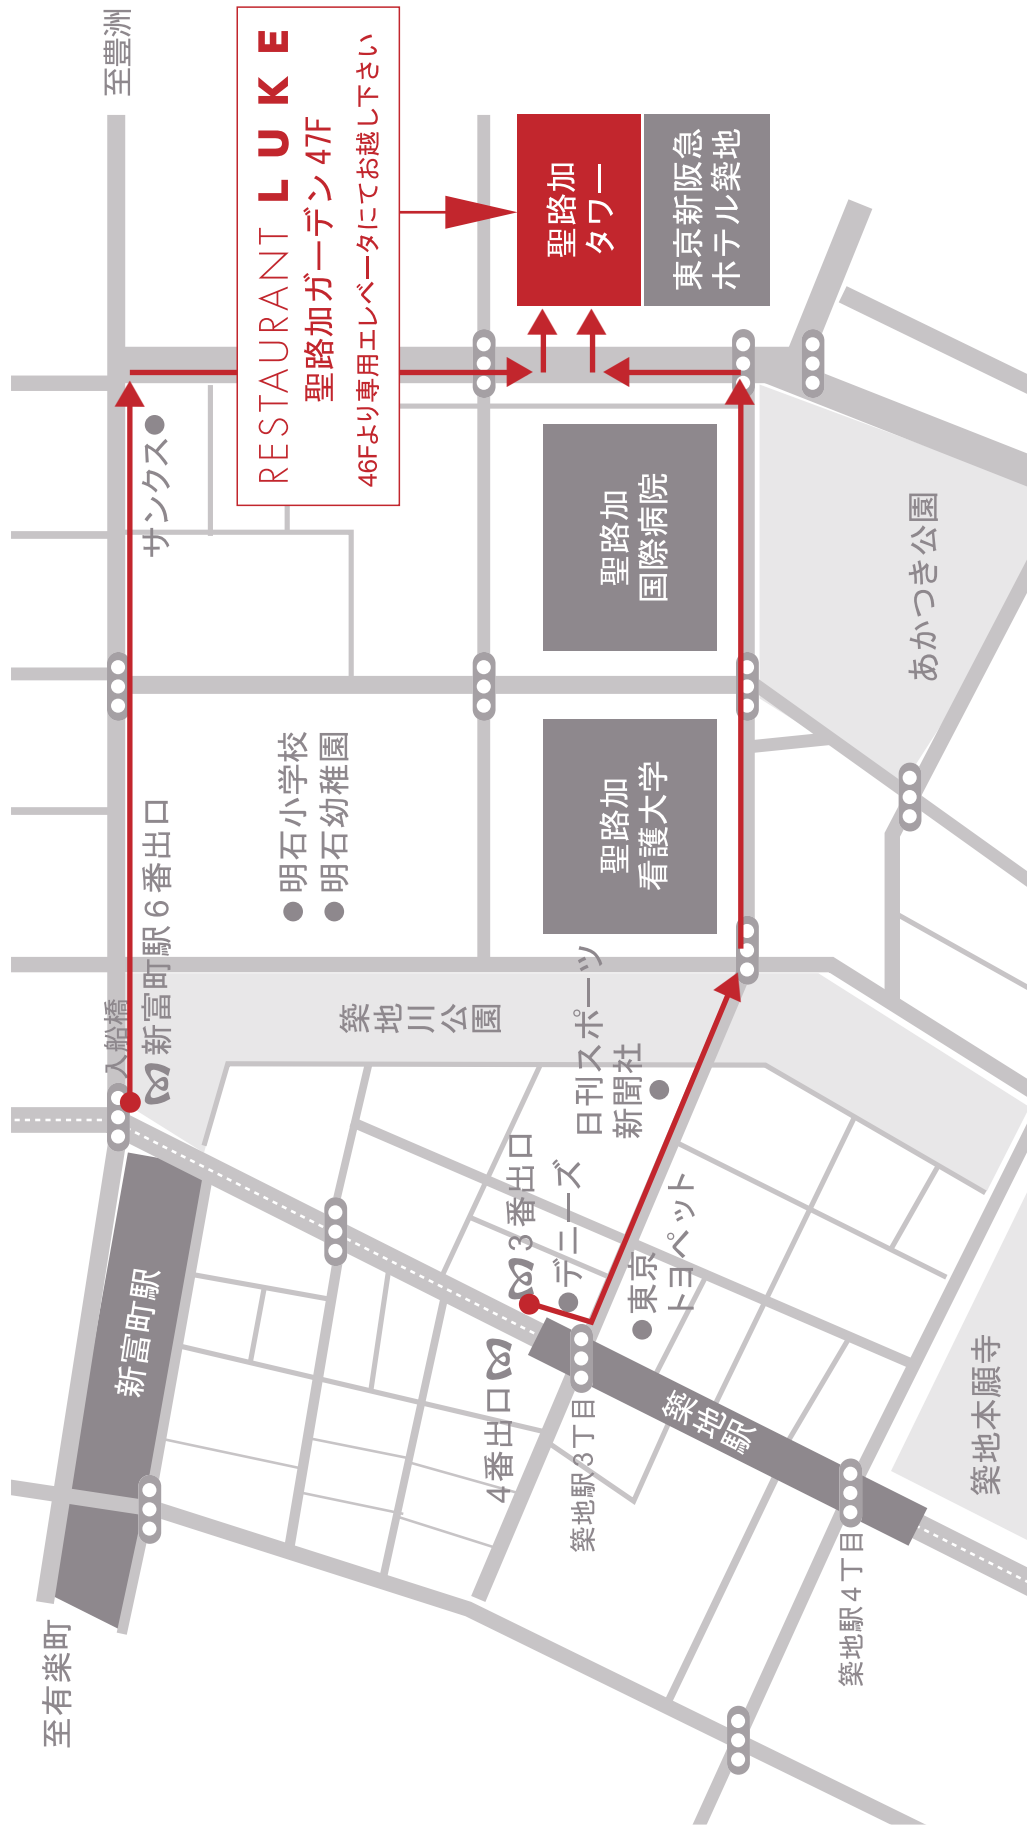 至豊洲
RESTAURANT LUKE
聖路加ガーデン 47F
46Fより専用エレベータにてお越し下さい
聖路加
タワー
東京新阪急
ホテル築地
サンクス
聖路加
国際病院
あかつき公園
明石小学校
明石幼稚園
聖路加
看護大学
入船橋
新富町駅6番出口
築地川公園
日刊スポーツ
新聞社
3番出口
デニーズ
東京
トヨペット
新富町駅
4番出口
築地駅3丁目
築地駅
築地本願寺
築地駅4丁目
至有楽町